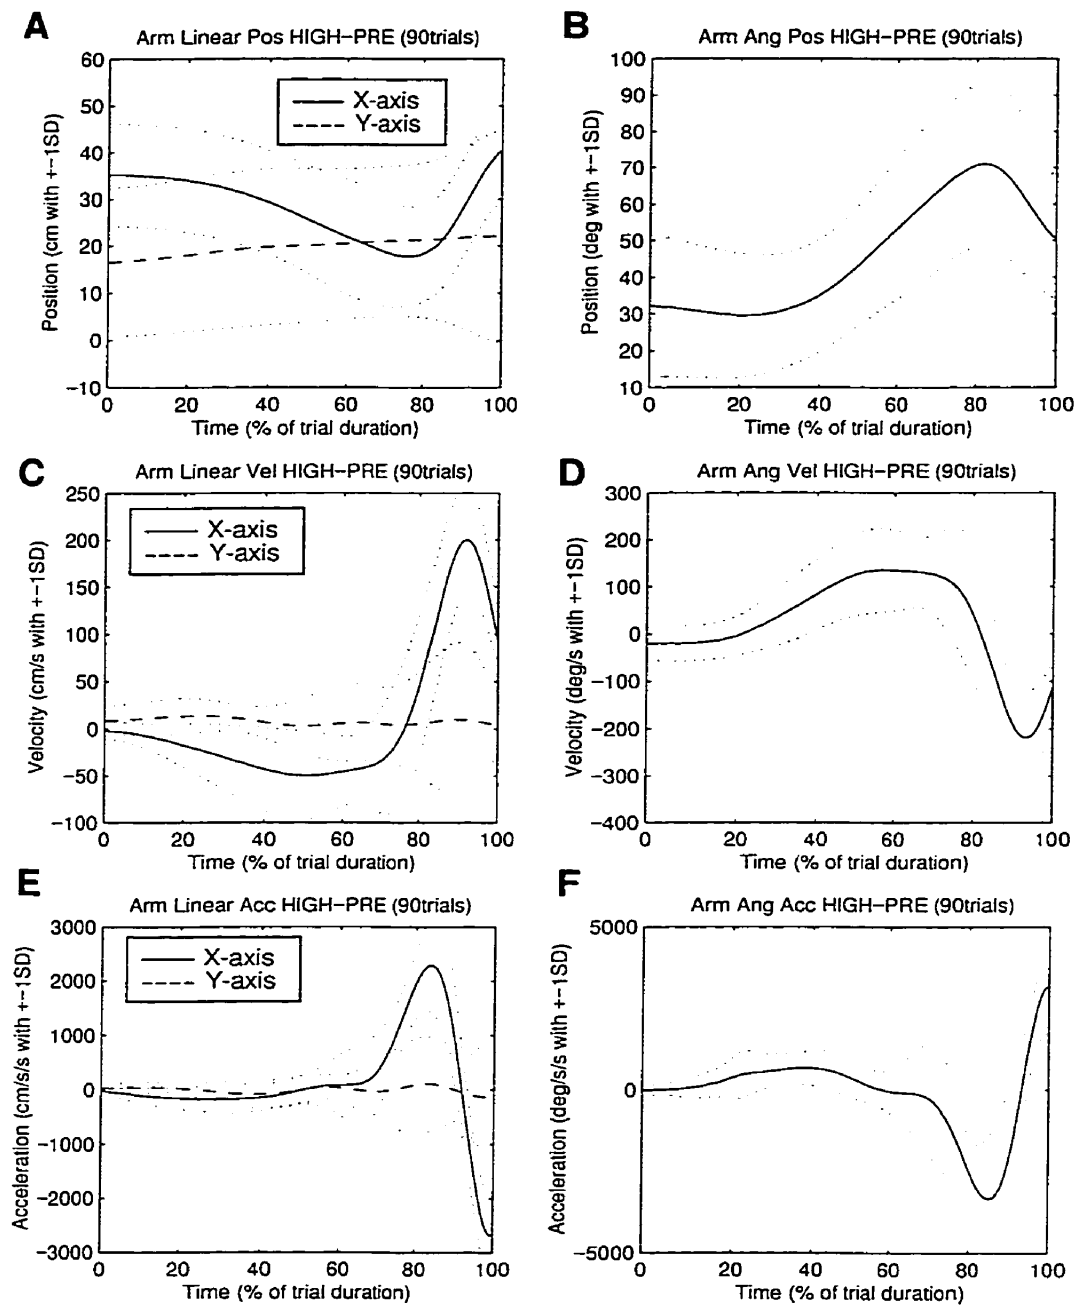 A
Arm Linear Pos HIGH-PRE (90trials)
Position (cm with +-1SD)
60
50
40
30
20
10
0
-10
X-axis
Y-axis
0 20 40 60 80 100
Time (% of trial duration)
B
Arm Ang Pos HIGH-PRE (90trials)
Position (deg with +-1SD)
100
90
80
70
60
50
40
30
20
10
0 20 40 60 80 100
Time (% of trial duration)
C
Arm Linear Vel HIGH-PRE (90trials)
Velocity (cm/s with +-1SD)
250
200
150
100
50
0
-50
-100
X-axis
Y-axis
0 20 40 60 80 100
Time (% of trial duration)
D
Arm Ang Vel HIGH-PRE (90trials)
Velocity (deg/s with +-1SD)
300
200
100
0
-100
-200
-300
-400
0 20 40 60 80 100
Time (% of trial duration)
E
Arm Linear Acc HIGH-PRE (90trials)
Acceleration (cm/s/s with +-1SD)
3000
2000
1000
0
-1000
-2000
-3000
X-axis
Y-axis
0 20 40 60 80 100
Time (% of trial duration)
F
Arm Ang Acc HIGH-PRE (90trials)
Acceleration (deg/s/s with +-1SD)
5000
0
-5000
0 20 40 60 80 100
Time (% of trial duration)